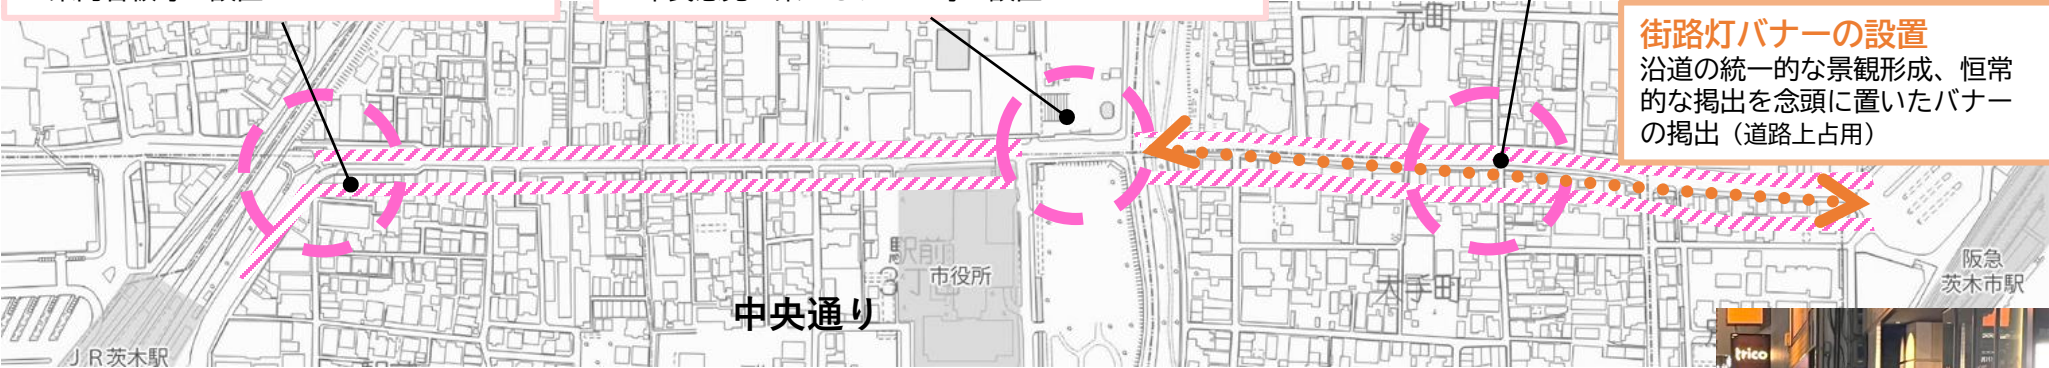 元町
街路灯バナーの設置
沿道の統一的な景観形成、恒常
的な掲出を念頭に置いたバナー
の掲出（道路上占用）
駅前
市役所
中央通り
大手町
阪急
茨木市駅
ＪＲ茨木駅
trico